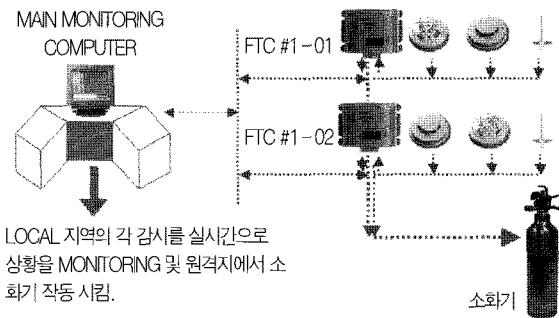 MAIN MONITORING
COMPUTER
FTC #1-01
FTC #1-02
LOCAL 지역의 각 감시를 실시간으로
상황을 MONITORING 및 원격지에서 소
화기 작동 시킴.
소화기